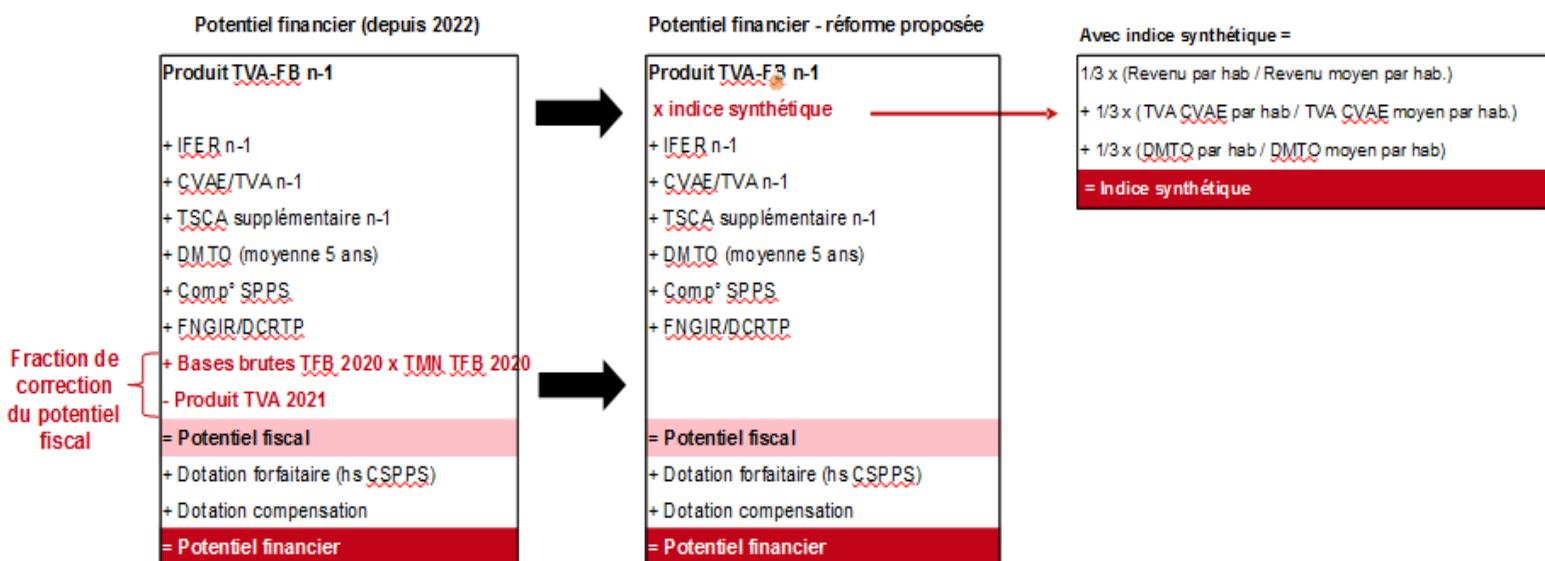 Potentiel financier (depuis 2022)
Produit TVA-FB n-1
+ IFER n-1
+ CVAE/TVA n-1
+ TSCA supplémentaire n-1
+ DMTO (moyenne 5 ans)
+ Comp° SPPS
+ FNGIR/DCRTP
Fraction de
correction
du potentiel
fiscal
+ Bases brutes TFB 2020 x TMN TFB 2020
- Produit TVA 2021
= Potentiel fiscal
+ Dotation forfaitaire (hs CSPPS)
+ Dotation compensation
= Potentiel financier
Potentiel financier - réforme proposée
Produit TVA-FB n-1
x indice synthétique
+ IFER n-1
+ CVAE/TVA n-1
+ TSCA supplémentaire n-1
+ DMTO (moyenne 5 ans)
+ Comp° SPPS
+ FNGIR/DCRTP
= Potentiel fiscal
+ Dotation forfaitaire (hs CSPPS)
+ Dotation compensation
= Potentiel financier
Avec indice synthétique =
1/3 x (Revenu par hab / Revenu moyen par hab.)
+ 1/3 x (TVA CVAE par hab / TVA CVAE moyen par hab.)
+ 1/3 x (DMTO par hab / DMTO moyen par hab)
= Indice synthétique